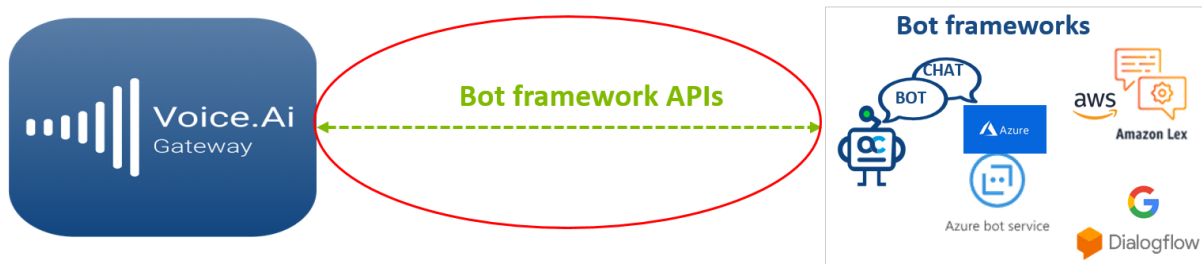 Voice.Ai
Gateway
Bot framework APIs
Bot frameworks
CHAT
BOT
Azure
Azure bot service
aws
Amazon Lex
G
Dialogflow